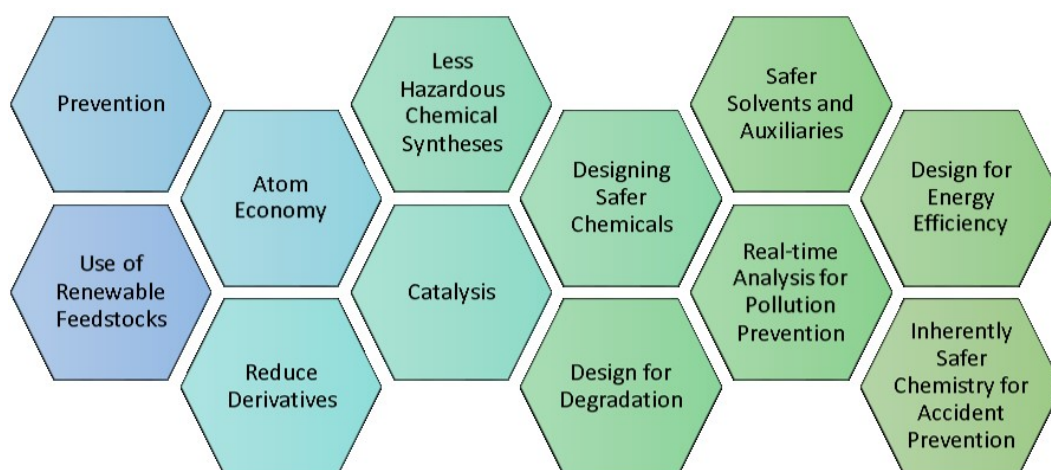 Prevention
Atom
Economy
Less
Hazardous
Chemical
Syntheses
Designing
Safer
Chemicals
Safer
Solvents and
Auxiliaries
Design for
Energy
Efficiency
Use of
Renewable
Feedstocks
Reduce
Derivatives
Catalysis
Design for
Degradation
Real-time
Analysis for
Pollution
Prevention
Inherently
Safer
Chemistry for
Accident
Prevention